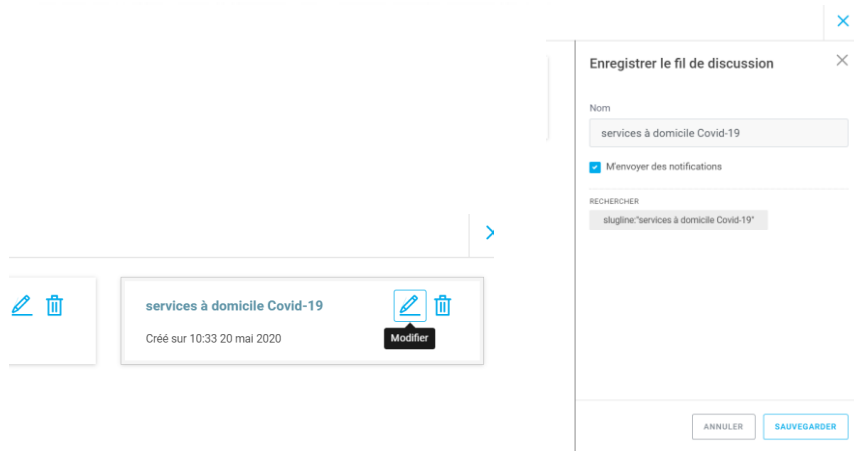 Enregistrer le fil de discussion
Nom
services à domicile Covid-19
M'envoyer des notifications
RECHERCHER
slugline:"services à domicile Covid-19"
services à domicile Covid-19
Créé sur 10:33 20 mai 2020
Modifier
ANNULER
SAUVEGARDER